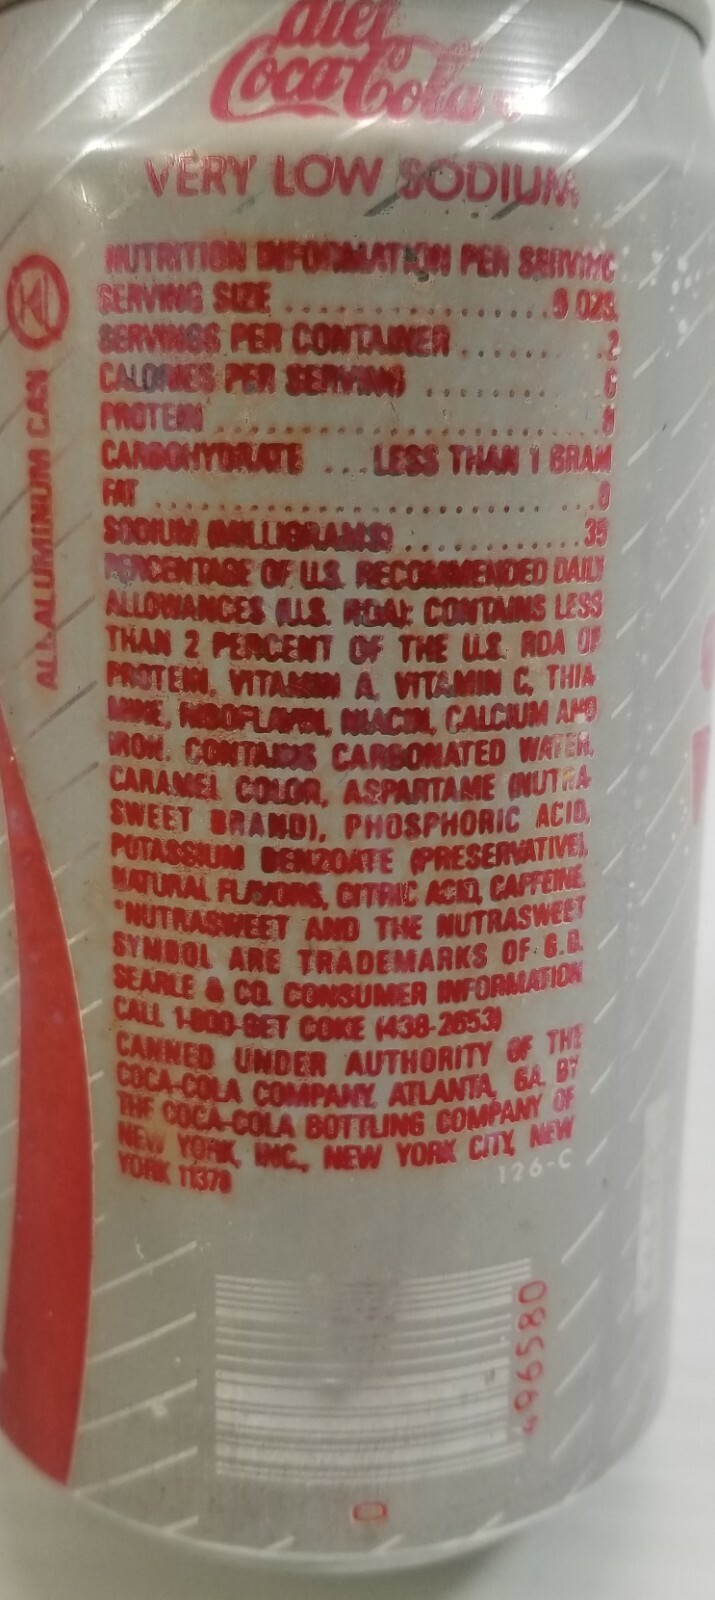 diet
Coca-Cola
VERY LOW SODIUM
NUTRITION INFORMATION PER SERVING
SERVING SIZE ................ OZS.
SERVINGS PER CONTAINER ........ 2
CALORIES PER SERVING ..........
PROTEIN ..............................
CARBOHYDRATE ... LESS THAN 1 GRAM
FAT .................................. 0
SODIUM (MILLIGRAMS) ............ 35
PERCENTAGE OF U.S. RECOMMENDED DAILY
ALLOWANCES (U.S. RDA): CONTAINS LESS
THAN 2 PERCENT OF THE U.S. RDA OF
PROTEIN, VITAMIN A, VITAMIN C, THIA-
MINE, RIBOFLAVIN, NIACIN, CALCIUM AND
IRON. CONTAINS CARBONATED WATER,
CARAMEL COLOR, ASPARTAME (NUTRA-
SWEET BRAND), PHOSPHORIC ACID,
POTASSIUM BENZOATE (PRESERVATIVE),
NATURAL FLAVORS, CITRIC ACID, CAFFEINE.
*NUTRASWEET AND THE NUTRASWEET
SYMBOL ARE TRADEMARKS OF G.D.
SEARLE & CO. CONSUMER INFORMATION
CALL 1-800-GET COKE (438-2653)
CANNED UNDER AUTHORITY OF THE
COCA-COLA COMPANY, ATLANTA, GA. BY
THE COCA-COLA BOTTLING COMPANY OF
NEW YORK, INC., NEW YORK CITY, NEW
YORK 11378
126-C
ALL ALUMINUM CAN
496580
0